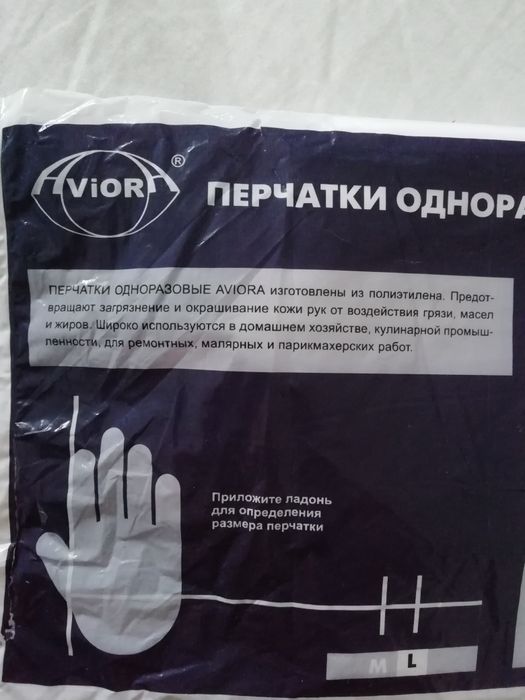 AViORA®
ПЕРЧАТКИ ОДНОРА
ПЕРЧАТКИ ОДНОРАЗОВЫЕ AVIORA изготовлены из полиэтилена. Предот-
вращают загрязнение и окрашивание кожи рук от воздействия грязи, масел
и жиров. Широко используются в домашнем хозяйстве, кулинарной промыш-
ленности, для ремонтных, малярных и парикмахерских работ.
Приложите ладонь
для определения
размера перчатки
M L